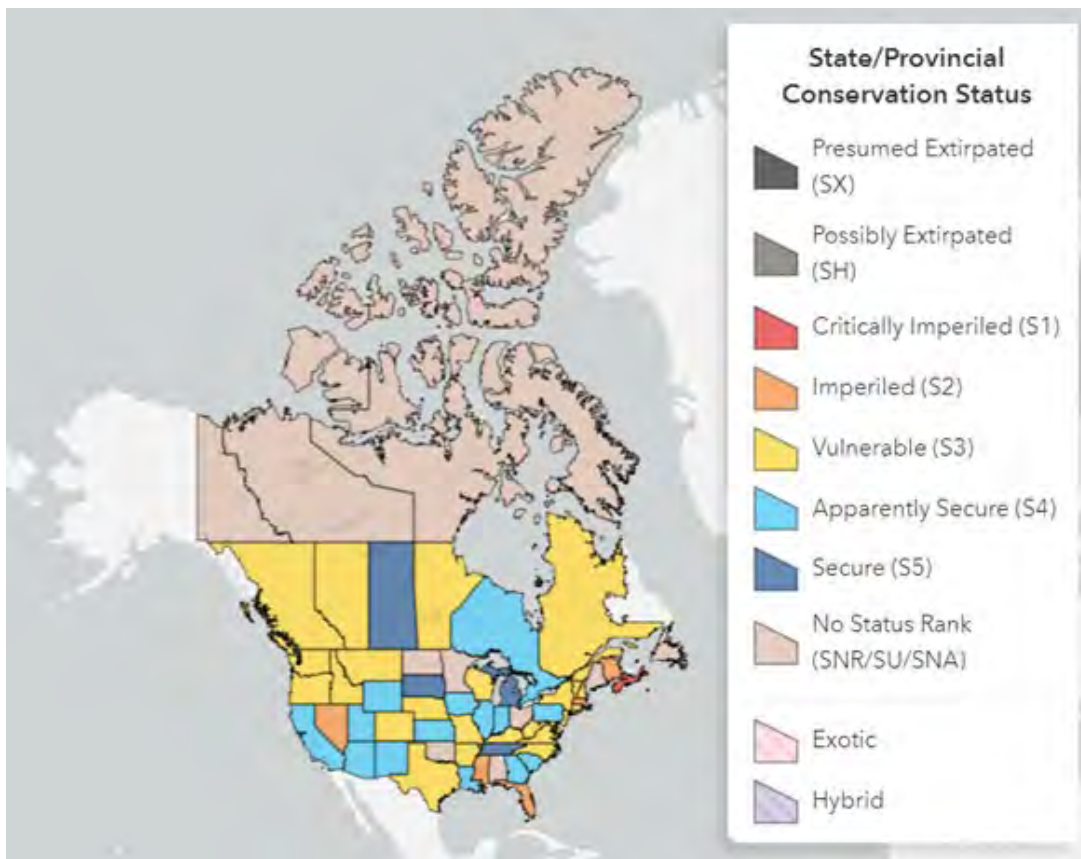 State/Provincial
Conservation Status
Presumed Extirpated
(SX)
Possibly Extirpated
(SH)
Critically Imperiled (S1)
Imperiled (S2)
Vulnerable (S3)
Apparently Secure (S4)
Secure (S5)
No Status Rank
(SNR/SU/SNA)
Exotic
Hybrid